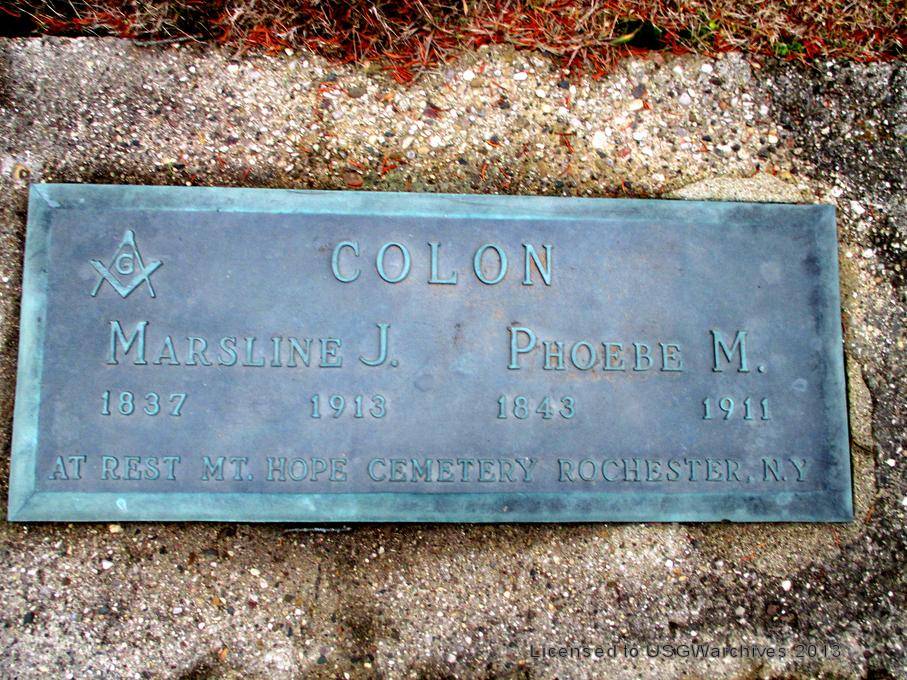 G
COLON
MARSLINE J. PHOEBE M.
1837 1913 1843 1911
AT REST MT. HOPE CEMETERY ROCHESTER, N.Y
Licensed to USGWarchives 2013